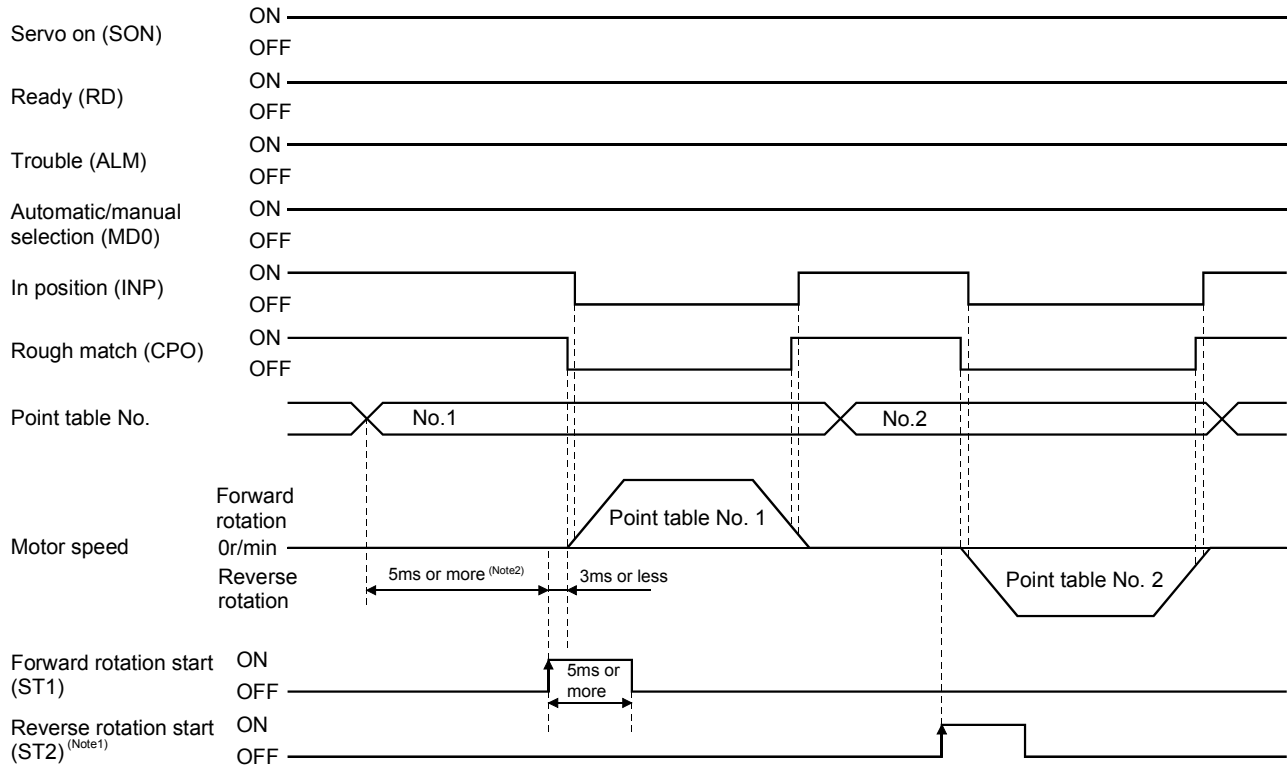 Servo on (SON)
ON
OFF
Ready (RD)
ON
OFF
Trouble (ALM)
ON
OFF
Automatic/manual
selection (MD0)
ON
OFF
In position (INP)
ON
OFF
Rough match (CPO)
ON
OFF
Point table No.
No.1
No.2
Motor speed
Forward
rotation
0r/min
Reverse
rotation
Point table No. 1
Point table No. 2
5ms or more (Note2)
3ms or less
Forward rotation start
(ST1)
ON
OFF
5ms or
more
Reverse rotation start
(ST2) (Note1)
ON
OFF